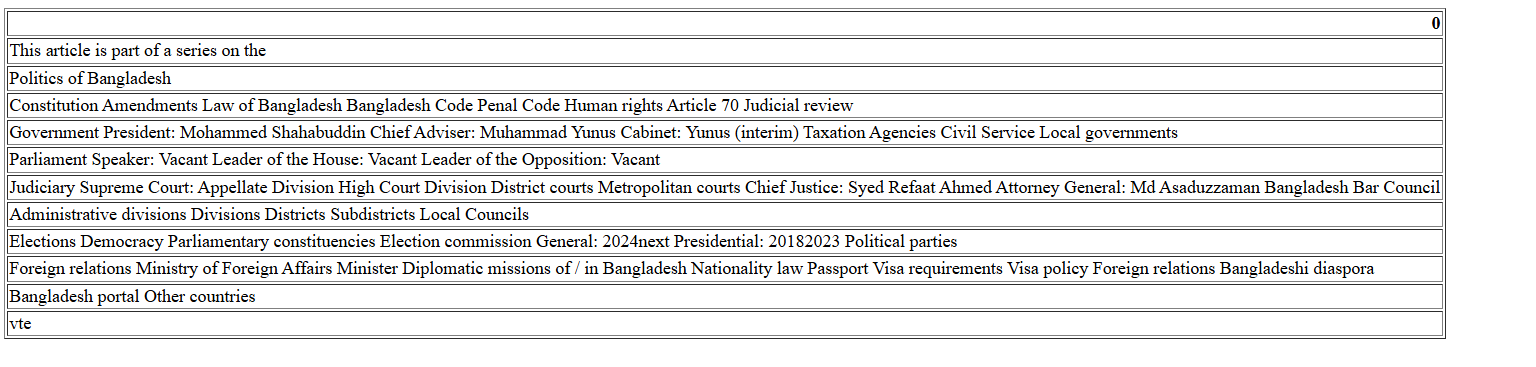 0
This article is part of a series on the
Politics of Bangladesh
Constitution Amendments Law of Bangladesh Bangladesh Code Penal Code Human rights Article 70 Judicial review
Government President: Mohammed Shahabuddin Chief Adviser: Muhammad Yunus Cabinet: Yunus (interim) Taxation Agencies Civil Service Local governments
Parliament Speaker: Vacant Leader of the House: Vacant Leader of the Opposition: Vacant
Judiciary Supreme Court: Appellate Division High Court Division District courts Metropolitan courts Chief Justice: Syed Refaat Ahmed Attorney General: Md Asaduzzaman Bangladesh Bar Council
Administrative divisions Divisions Districts Subdistricts Local Councils
Elections Democracy Parliamentary constituencies Election commission General: 2024next Presidential: 20182023 Political parties
Foreign relations Ministry of Foreign Affairs Minister Diplomatic missions of / in Bangladesh Nationality law Passport Visa requirements Visa policy Foreign relations Bangladeshi diaspora
Bangladesh portal Other countries
vte